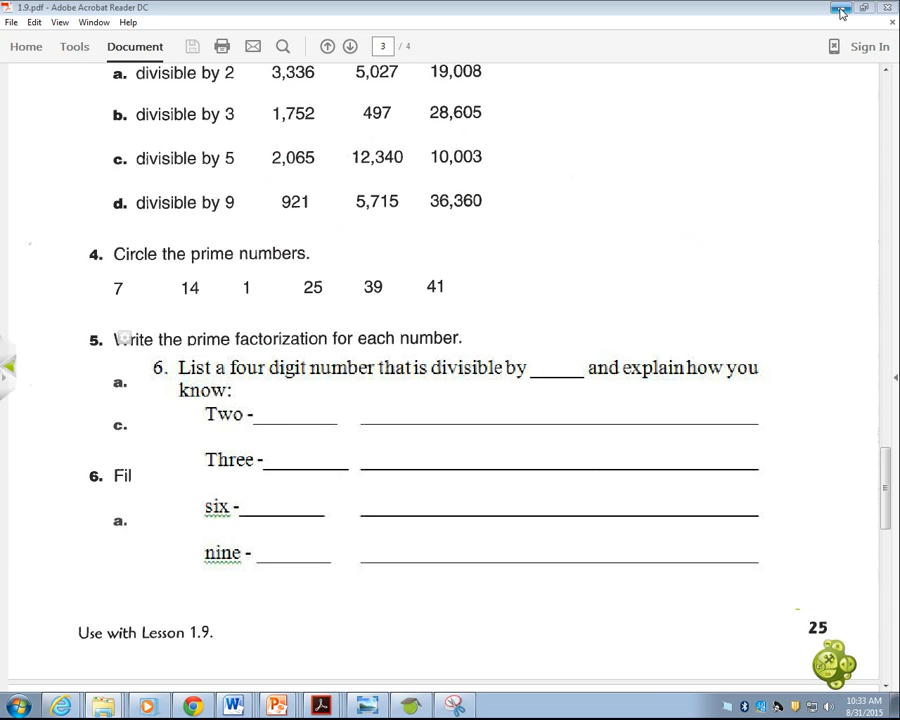 1.9.pdf - Adobe Acrobat Reader DC
File Edit View Window Help
Home Tools Document 3 / 4 Sign In
a. divisible by 2 3,336 5,027 19,008
b. divisible by 3 1,752 497 28,605
c. divisible by 5 2,065 12,340 10,003
d. divisible by 9 921 5,715 36,360
4. Circle the prime numbers.
7 14 1 25 39 41
5. Write the prime factorization for each number.
6. List a four digit number that is divisible by _____ and explain how you
know:
a.
Two -
c.
Three -
6. Fil
six -
a.
nine -
25
Use with Lesson 1.9.
10:33 AM
8/31/2015